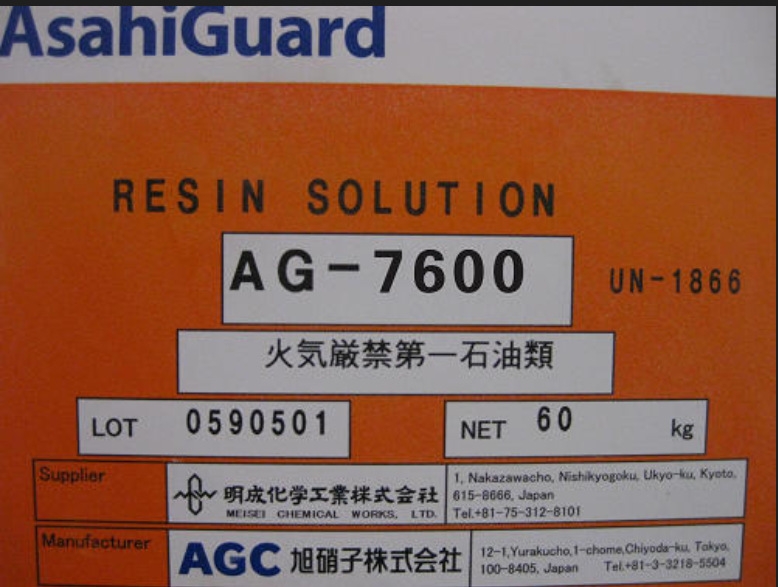 AsahiGuard
RESIN SOLUTION
AG-7600
UN-1866
火気厳禁第一石油類
LOT 0590501
NET 60 kg
Supplier
明成化学工業株式会社
MEISEI CHEMICAL WORKS, LTD.
1, Nakazawacho, Nishikyogoku, Ukyo-ku, Kyoto,
615-8666, Japan
Tel.+81-75-312-8101
Manufacturer
AGC 旭硝子株式会社
12-1,Yurakucho,1-chome,Chiyoda-ku, Tokyo,
100-8405, Japan Tel.+81-3-3218-5504